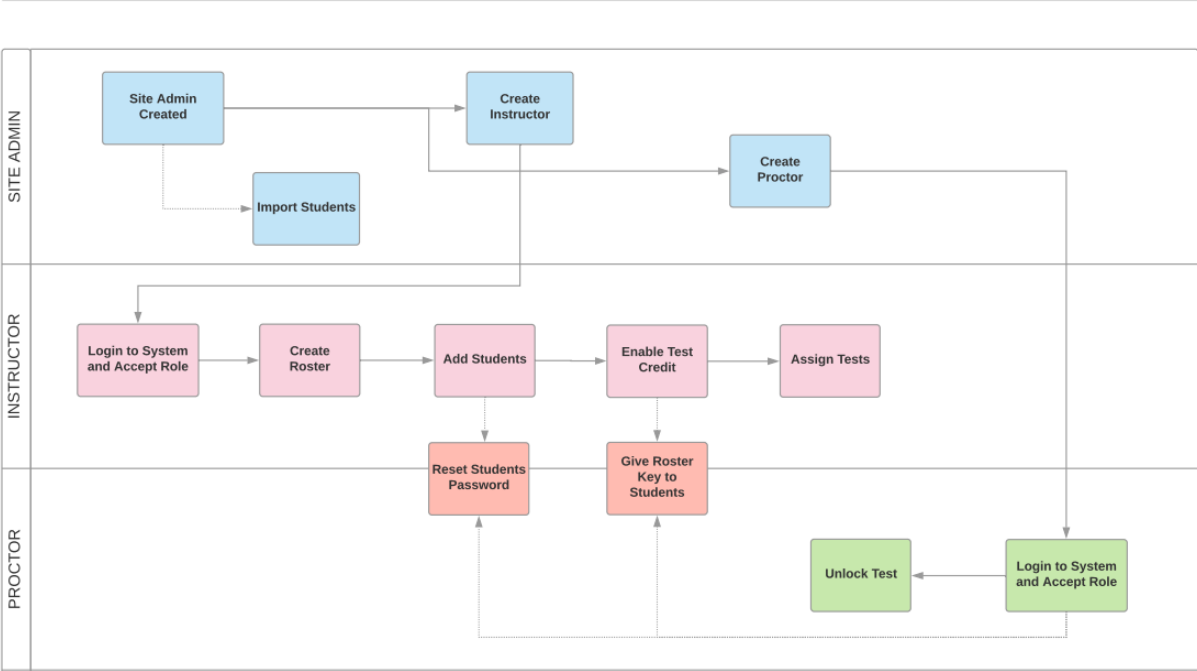 SITE ADMIN
Site Admin
Created
Create
Instructor
Create
Proctor
Import Students
INSTRUCTOR
Login to System
and Accept Role
Create
Roster
Add Students
Enable Test
Credit
Assign Tests
Reset Students
Password
Give Roster
Key to
Students
PROCTOR
Unlock Test
Login to System
and Accept Role